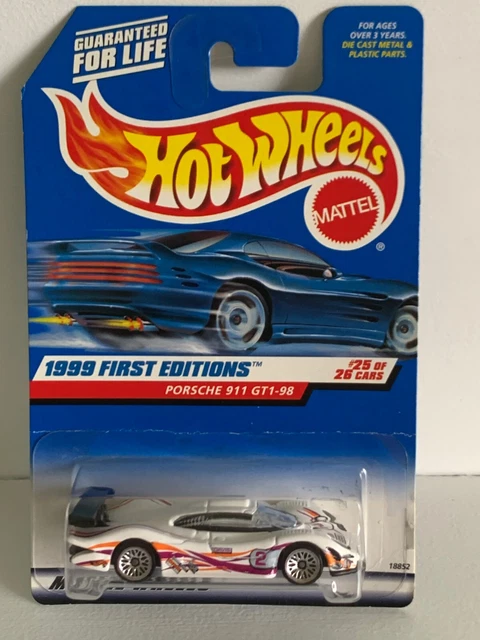 GUARANTEED
FOR LIFE
FOR AGES
OVER 3 YEARS.
DIE CAST METAL &
PLASTIC PARTS.
HOT WHEELS
MATTEL
®
1999 FIRST EDITIONS™
#25 OF
26 CARS
PORSCHE 911 GT1-98
2
18852